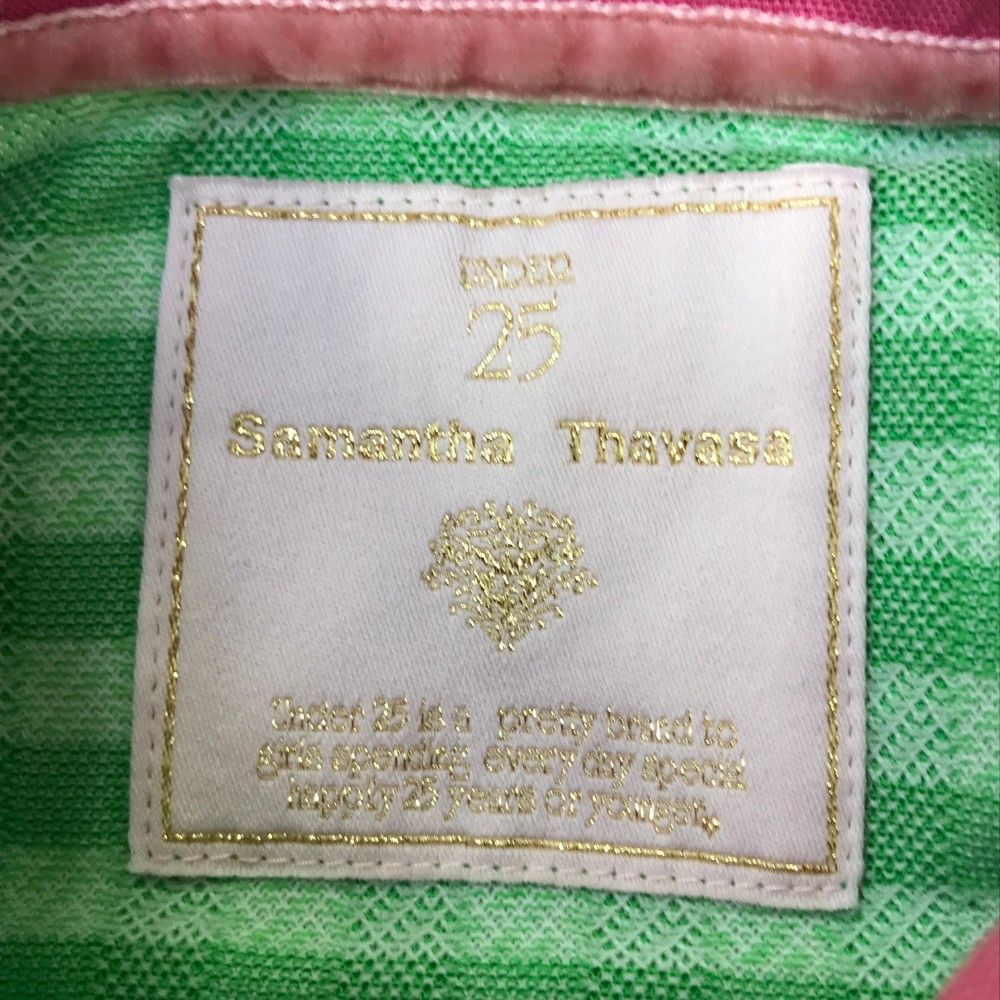 UNDER
25
Samantha Thavasa
Under 25 is a pretty brand to
girls spending every day special
happily 25 years or younger.